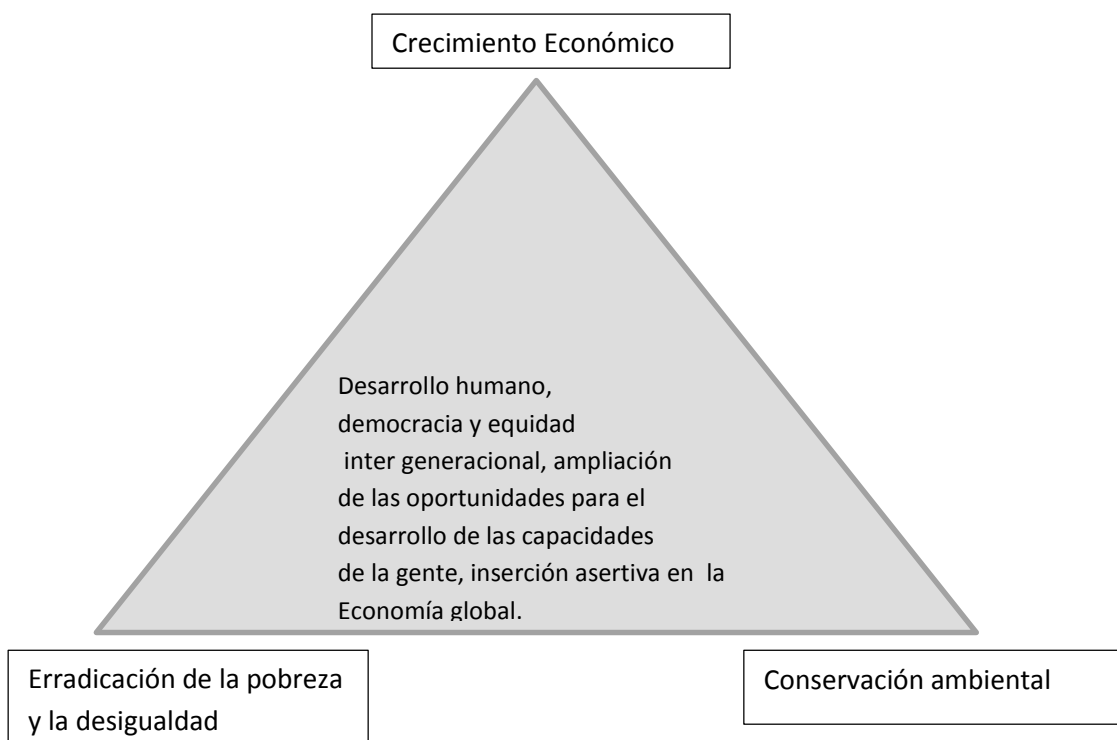 Crecimiento Económico
Desarrollo humano,
democracia y equidad
inter generacional, ampliación
de las oportunidades para el
desarrollo de las capacidades
de la gente, inserción asertiva en  la
Economía global.
Erradicación de la pobreza
y la desigualdad
Conservación ambiental